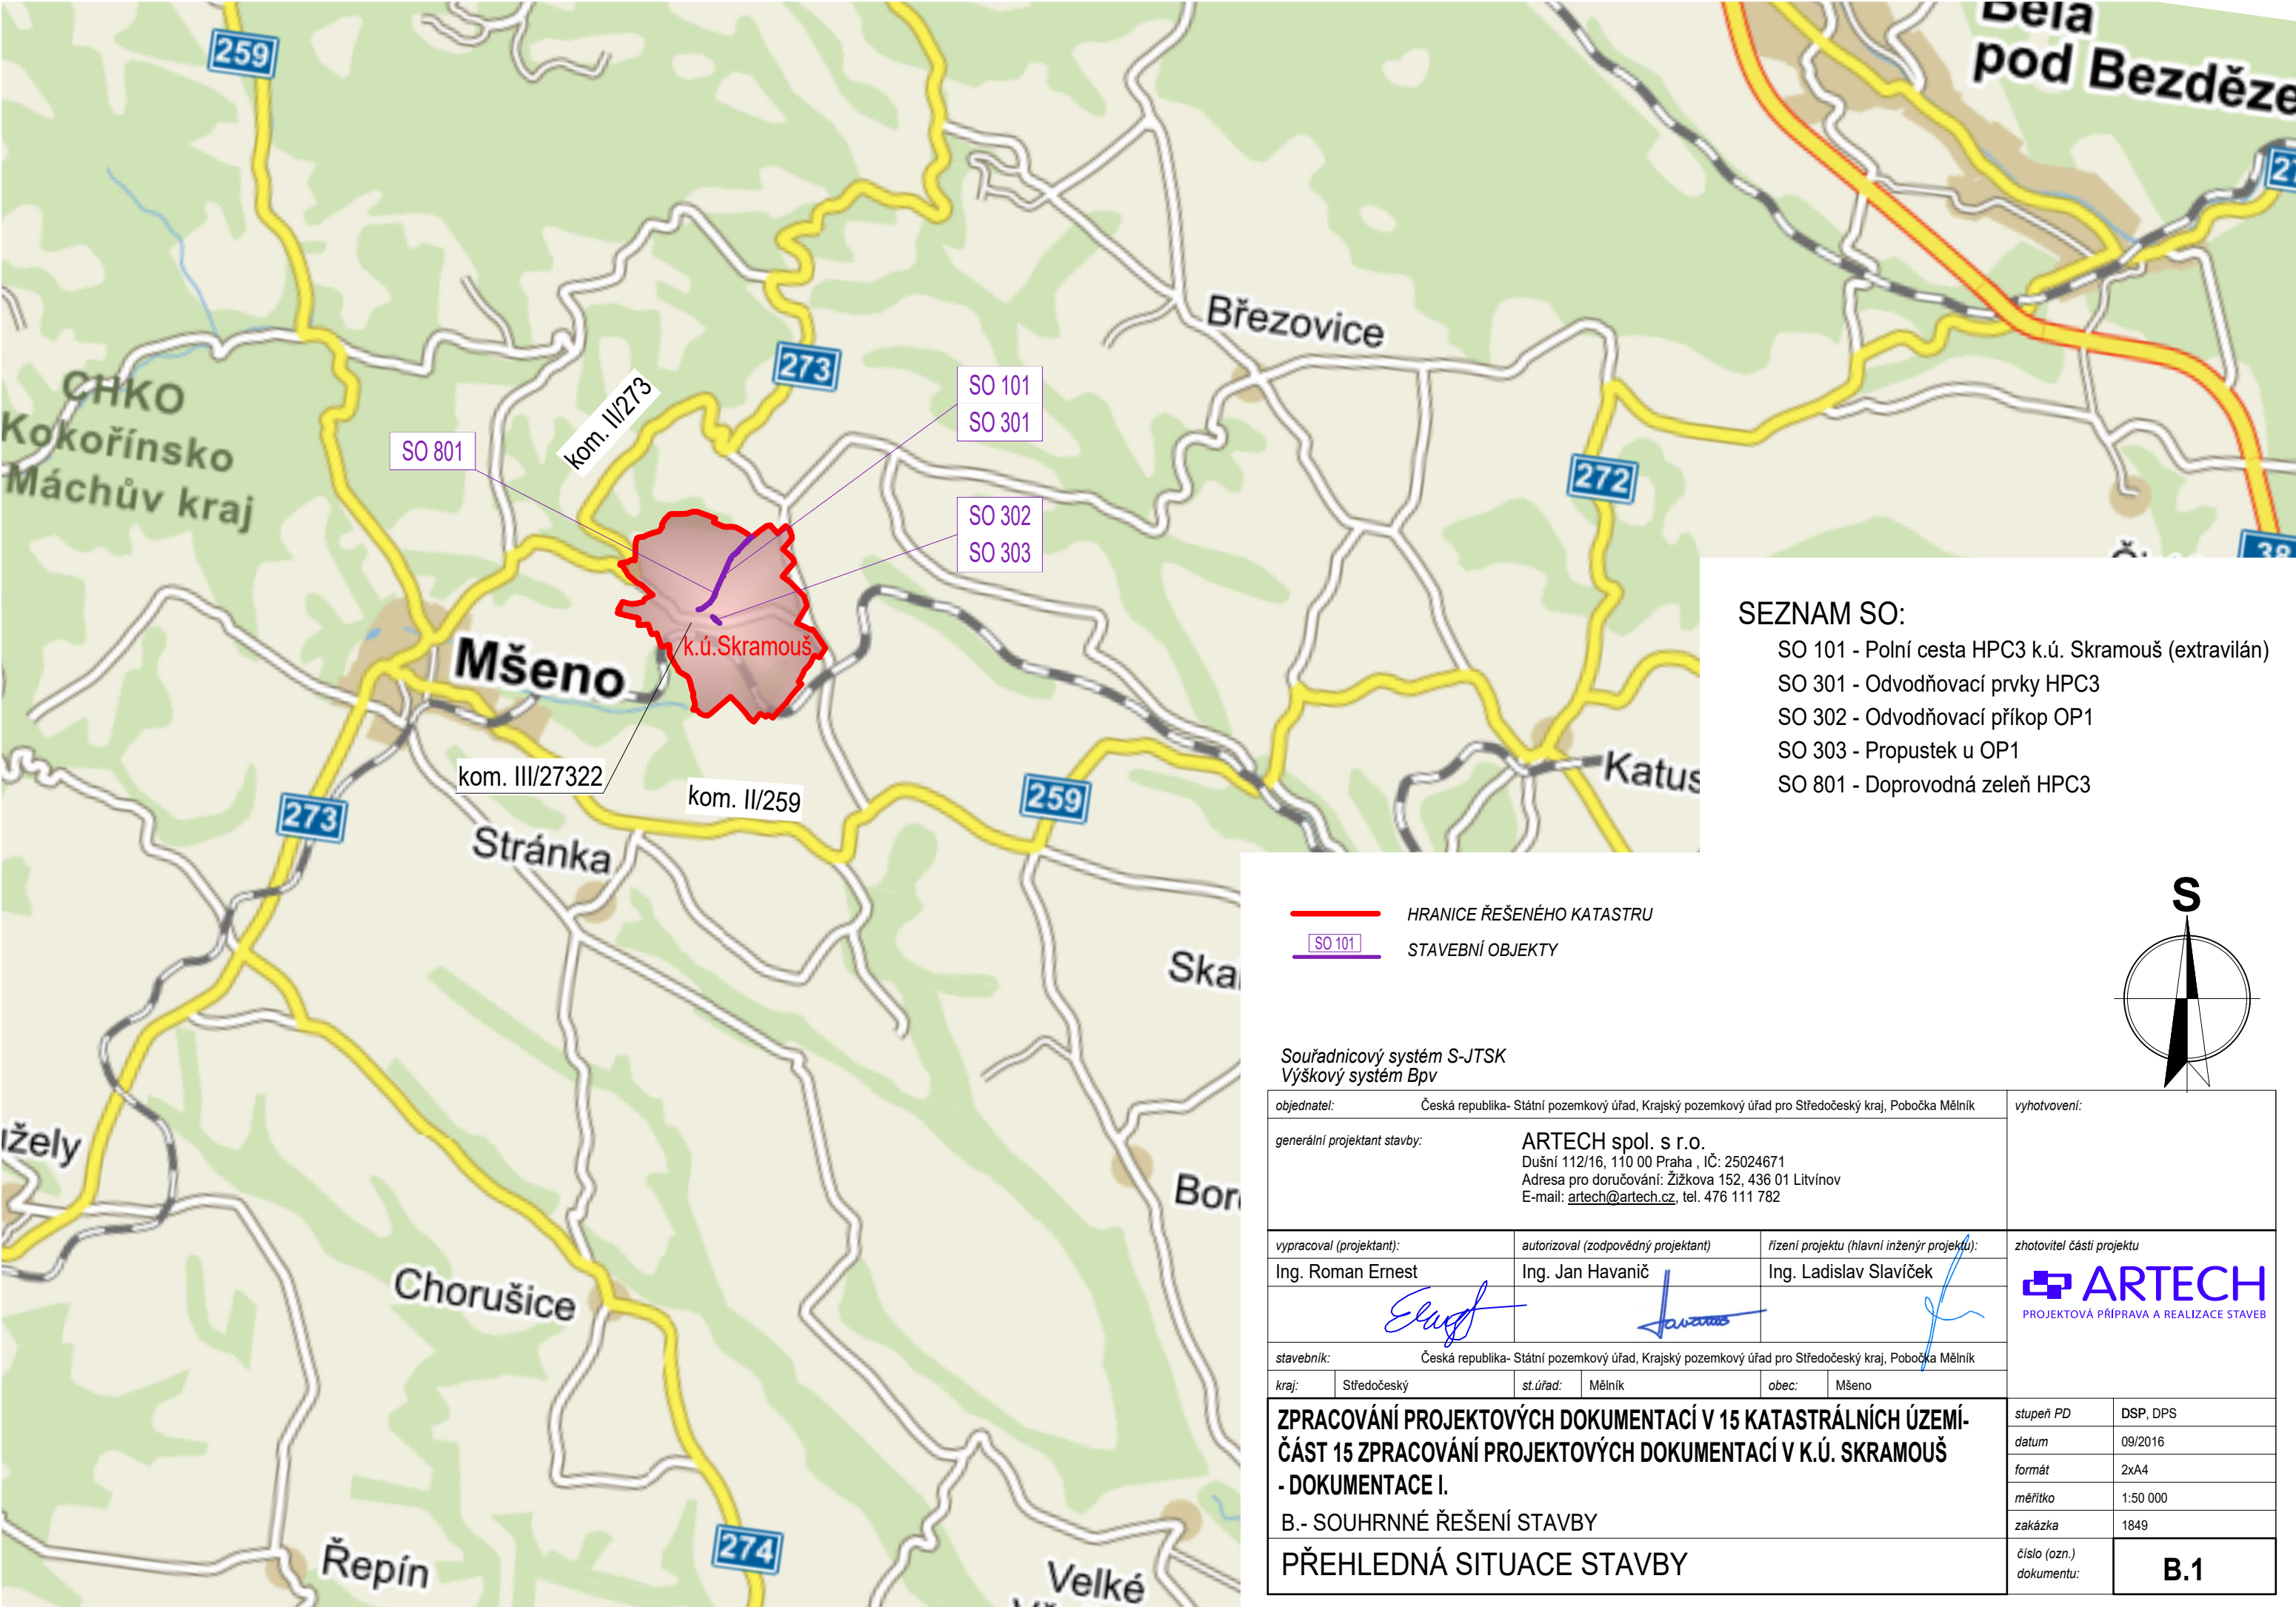 259
Bělá
pod Bezděze
CHKO
Kokořínsko
Máchův kraj
SO 801
kom. II/273
273
SO 101
SO 301
SO 302
SO 303
Březovice
272
38
k.ú.Skramouš
Mšeno
kom. III/27322
kom. II/259
259
273
Stránka
Katus
Ska
Chorušice
Řepín
274
Velké
SEZNAM SO:
SO 101 - Polní cesta HPC3 k.ú. Skramouš (extravilán)
SO 301 - Odvodňovací prvky HPC3
SO 302 - Odvodňovací příkop OP1
SO 303 - Propustek u OP1
SO 801 - Doprovodná zeleň HPC3
HRANICE ŘEŠENÉHO KATASTRU
SO 101
STAVEBNÍ OBJEKTY
S
Souřadnicový systém S-JTSK
Výškový systém Bpv
objednatel: Česká republika- Státní pozemkový úřad, Krajský pozemkový úřad pro Středočeský kraj, Pobočka Mělník
vyhotvovení:
generální projektant stavby:
ARTECH spol. s r.o.
Dušní 112/16, 110 00 Praha , IČ: 25024671
Adresa pro doručování: Žižkova 152, 436 01 Litvínov
E-mail: artech@artech.cz, tel. 476 111 782
vypracoval (projektant): autorizoval (zodpovědný projektant) řízení projektu (hlavní inženýr projektu):
Ing. Roman Ernest Ing. Jan Havanič Ing. Ladislav Slavíček
zhotovitel části projektu
ARTECH
PROJEKTOVÁ PŘÍPRAVA A REALIZACE STAVEB
stavebník: Česká republika- Státní pozemkový úřad, Krajský pozemkový úřad pro Středočeský kraj, Pobočka Mělník
kraj: Středočeský st.úřad: Mělník obec: Mšeno
ZPRACOVÁNÍ PROJEKTOVÝCH DOKUMENTACÍ V 15 KATASTRÁLNÍCH ÚZEMÍ-
ČÁST 15 ZPRACOVÁNÍ PROJEKTOVÝCH DOKUMENTACÍ V K.Ú. SKRAMOUŠ
- DOKUMENTACE I.
B.- SOUHRNNÉ ŘEŠENÍ STAVBY
PŘEHLEDNÁ SITUACE STAVBY
stupeň PD DSP, DPS
datum 09/2016
formát 2xA4
měřítko 1:50 000
zakázka 1849
číslo (ozn.)
dokumentu:
B.1